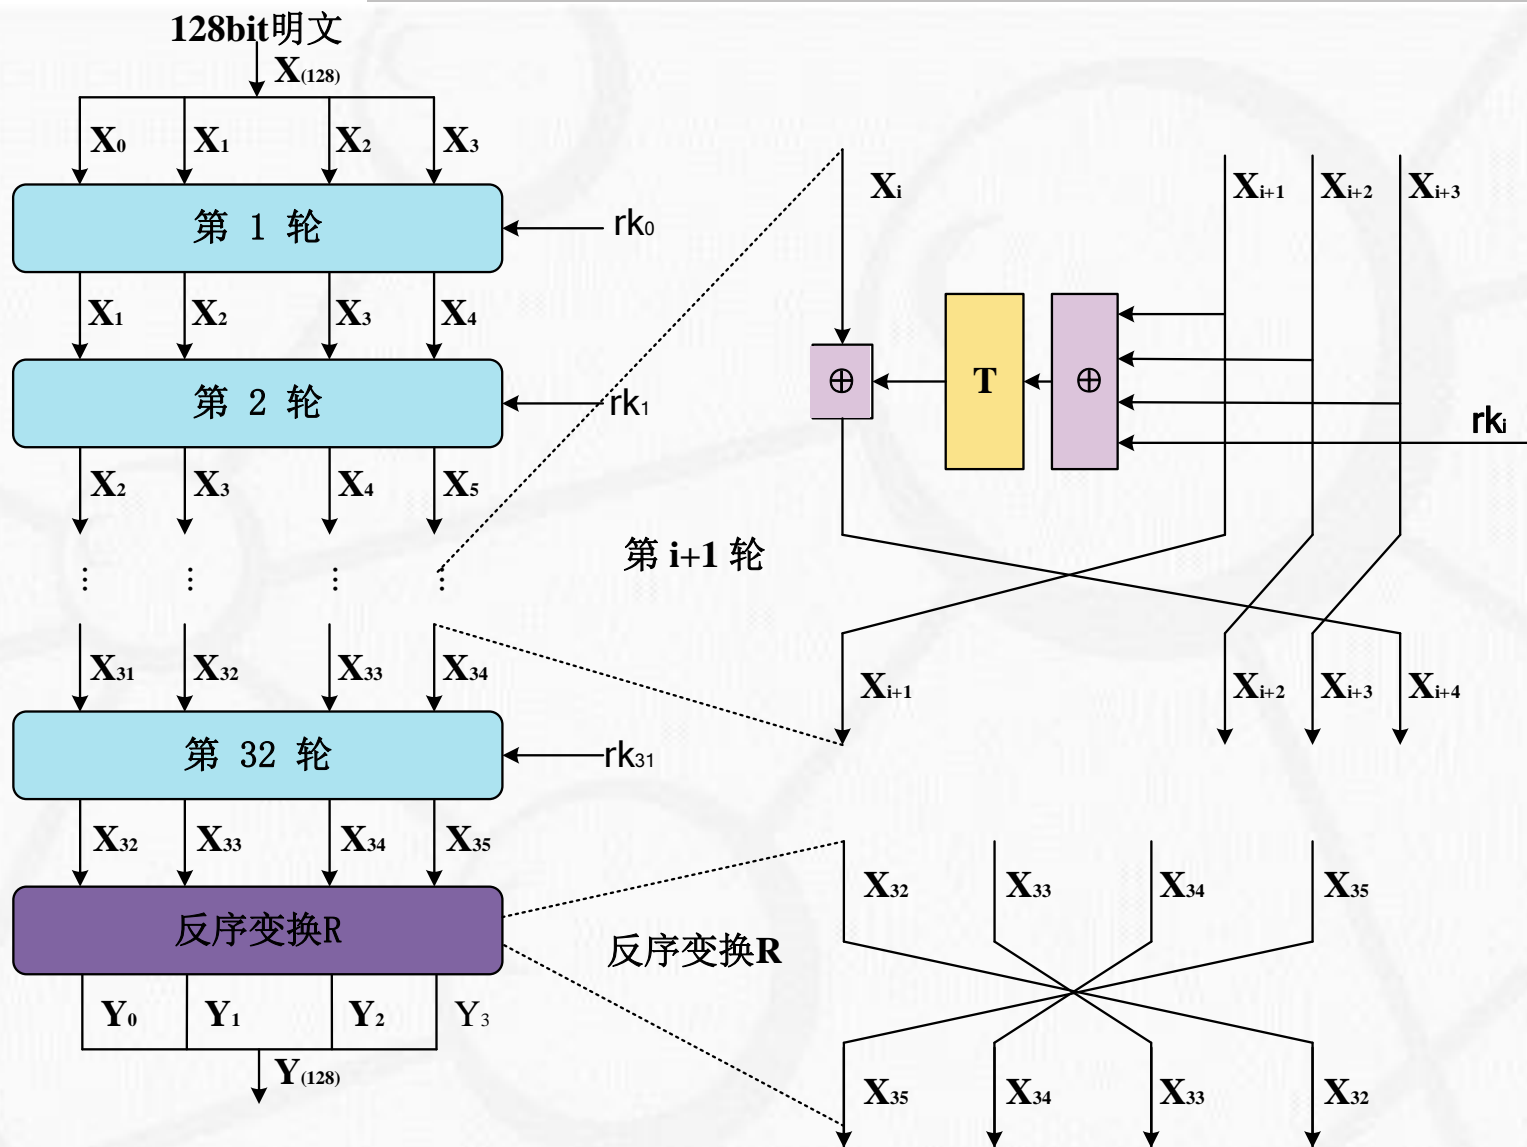 128bit明文
X(128)
X0 X1 X2 X3
第 1 轮
rk0
X1 X2 X3 X4
第 2 轮
rk1
X2 X3 X4 X5
⋮ ⋮ ⋮ ⋮
X31 X32 X33 X34
第 32 轮
rk31
X32 X33 X34 X35
反序变换R
Y0 Y1 Y2 Y3
Y(128)
Xi Xi+1 Xi+2 Xi+3
⊕ T ⊕
rki
第 i+1 轮
Xi+1 Xi+2 Xi+3 Xi+4
X32 X33 X34 X35
反序变换R
X35 X34 X33 X32